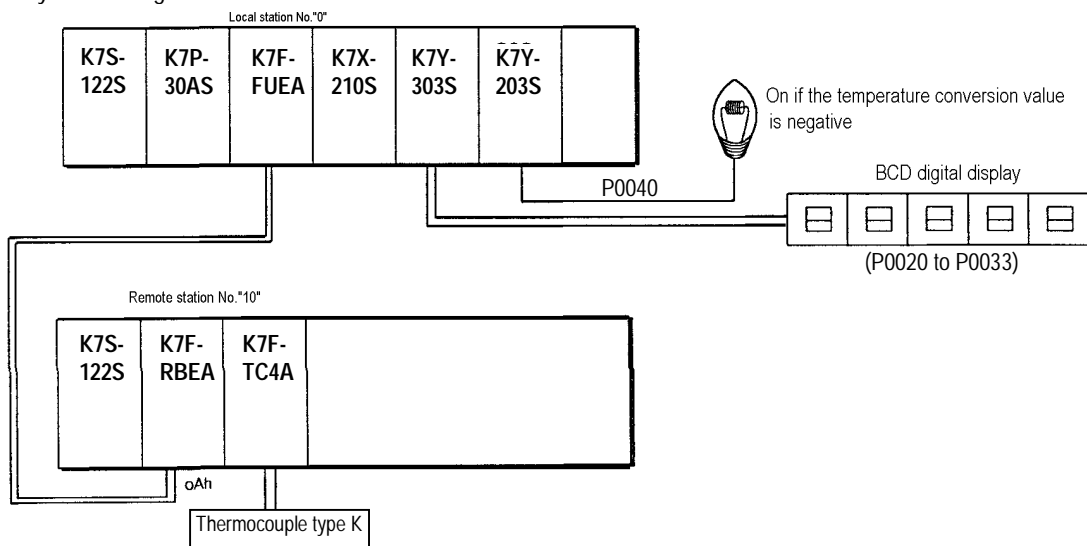 Local station No."0"
K7S-
122S
K7P-
30AS
K7F-
FUEA
K7X-
210S
K7Y-
303S
K7Y-
203S
On if the temperature conversion value
is negative
P0040
BCD digital display
(P0020 to P0033)
Remote station No."10"
K7S-
122S
K7F-
RBEA
K7F-
TC4A
oAh
Thermocouple type K